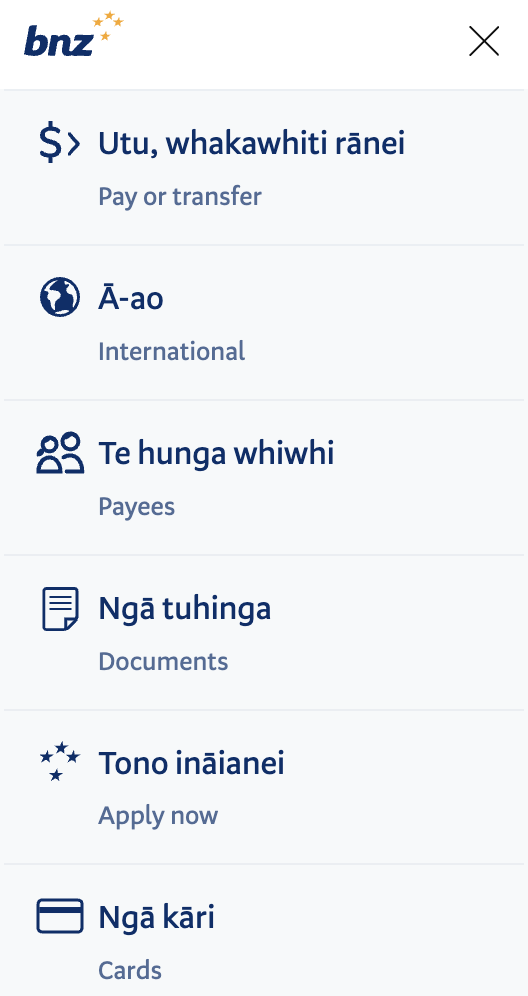 bnz
Utu, whakawhiti rānei
Pay or transfer
Ā-ao
International
Te hunga whiwhi
Payees
Ngā tuhinga
Documents
Tono ināianei
Apply now
Ngā kāri
Cards